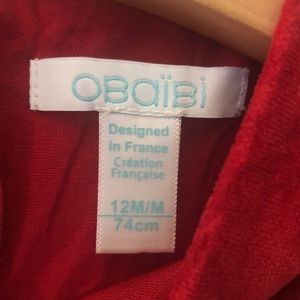 OBaïBi
Designed
in France
Création
Française
12M/M
74cm